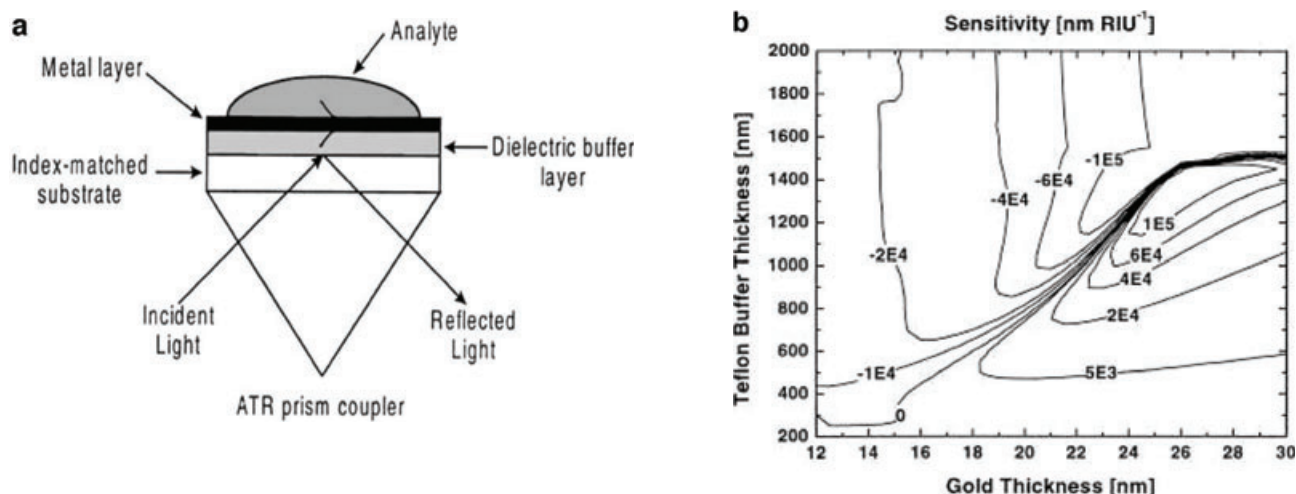 a
Analyte
Metal layer
Index-matched
substrate
Dielectric buffer
layer
Incident
Light
Reflected
Light
ATR prism coupler
b
Sensitivity [nm RIU⁻¹]
Teflon Buffer Thickness [nm]
2000
1800
1600
1400
1200
1000
800
600
400
200
-1E5
-6E4
-4E4
-2E4
1E5
6E4
4E4
2E4
-1E4
5E3
0
12
14
16
18
20
22
24
26
28
30
Gold Thickness [nm]